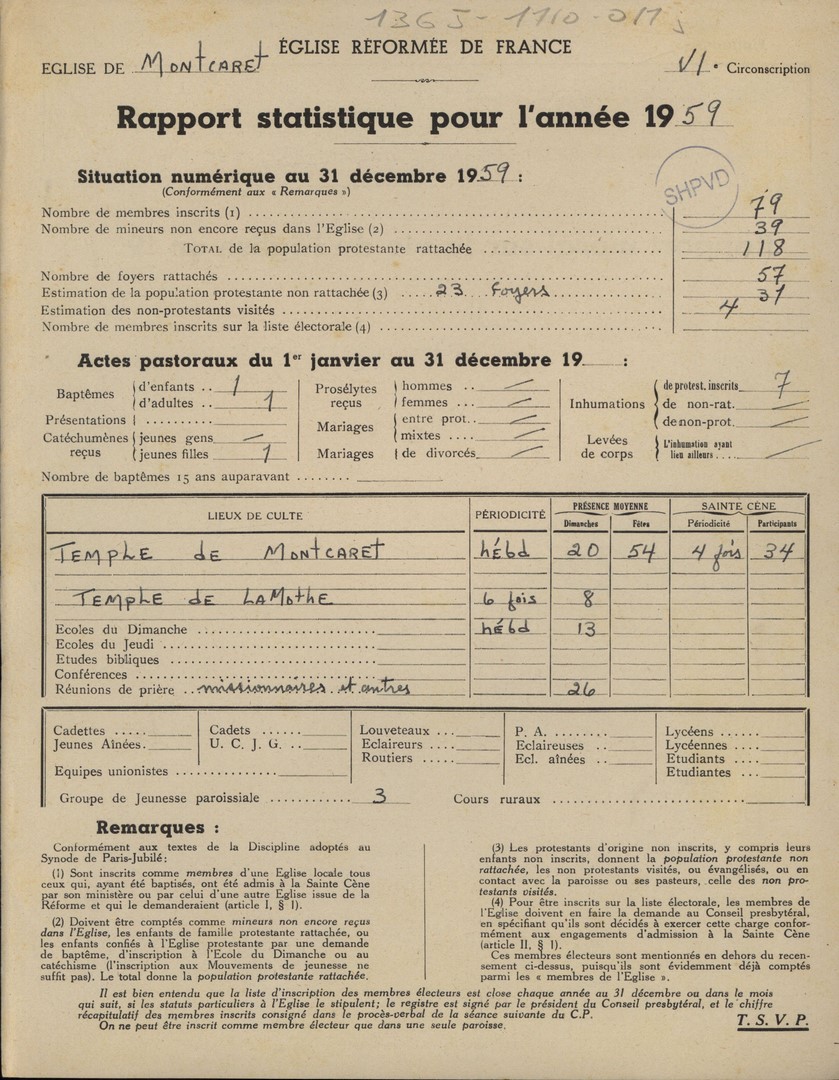 1365-1710-011
ÉGLISE RÉFORMÉE DE FRANCE
EGLISE DE MONTCARET VIe Circonscription
Rapport statistique pour l'année 1959
Situation numérique au 31 décembre 1959 :
(Conformément aux « Remarques »)
SHPVD
Nombre de membres inscrits (1) 79
Nombre de mineurs non encore reçus dans l'Eglise (2) 39
TOTAL de la population protestante rattachée 118
Nombre de foyers rattachés 57
Estimation de la population protestante non rattachée (3) 23 Foyers 31
Estimation des non-protestants visités 4
Nombre de membres inscrits sur la liste électorale (4)
Actes pastoraux du 1er janvier au 31 décembre 19 :
Baptêmes
d'enfants .. 1
d'adultes .. 1
Présentations
Catéchumènes reçus
jeunes gens —
jeunes filles 1
Prosélytes reçus
hommes .. —
femmes ... —
Mariages
entre prot.. —
mixtes .... —
Mariages de divorcés —
Inhumations
de protest. inscrits 7
de non-rat. —
de non-prot. —
Levées de corps
L'inhumation ayant
lieu ailleurs .... —
Nombre de baptêmes 15 ans auparavant
LIEUX DE CULTE PÉRIODICITÉ PRÉSENCE MOYENNE SAINTE CÈNE
Dimanches Fêtes Périodicité Participants
TEMPLE de MONTCARET hébd 20 54 4 fois 34
TEMPLE DE LAMOTHE 6 fois 8
Ecoles du Dimanche hébd 13
Ecoles du Jeudi
Etudes bibliques
Conférences
Réunions de prière .. missionnaires et autres 26
Cadettes
Jeunes Aînées
Cadets
U. C. J. G.
Equipes unionistes
Louveteaux
Eclaireurs
Routiers
P. A.
Eclaireuses
Ecl. aînées
Lycéens
Lycéennes
Etudiants
Etudiantes
Groupe de Jeunesse paroissiale 3 Cours ruraux
Remarques :
Conformément aux textes de la Discipline adoptés au
Synode de Paris-Jubilé :
(1) Sont inscrits comme membres d'une Eglise locale tous
ceux qui, ayant été baptisés, ont été admis à la Sainte Cène
par son ministère ou par celui d'une autre Eglise issue de la
Réforme et qui le demanderaient (article I, § 1).
(2) Doivent être comptés comme mineurs non encore reçus
dans l'Eglise, les enfants de famille protestante rattachée, ou
les enfants confiés à l'Eglise protestante par une demande
de baptême, d'inscription à l'Ecole du Dimanche ou au
catéchisme (l'inscription aux Mouvements de jeunesse ne
suffit pas). Le total donne la population protestante rattachée.
(3) Les protestants d'origine non inscrits, y compris leurs
enfants non inscrits, donnent la population protestante non
rattachée, les non protestants visités, ou évangélisés, ou en
contact avec la paroisse ou ses pasteurs, celle des non pro-
testants visités.
(4) Pour être inscrits sur la liste électorale, les membres de
l'Eglise doivent en faire la demande au Conseil presbytéral,
en spécifiant qu'ils sont décidés à exercer cette charge confor-
mément aux engagements d'admission à la Sainte Cène
(article II, § 1).
Ces membres électeurs sont mentionnés en dehors du recen-
sement ci-dessus, puisqu'ils sont évidemment déjà comptés
parmi les « membres de l'Eglise ».
Il est bien entendu que la liste d'inscription des membres électeurs est close chaque année au 31 décembre ou dans le mois
qui suit, si les statuts particuliers à l'Eglise le stipulent; le registre est signé par le président du Conseil presbytéral, et le chiffre
récapitulatif des membres inscrits consigné dans le procès-verbal de la séance suivante du C.P.
On ne peut être inscrit comme membre électeur que dans une seule paroisse.
T. S. V. P.